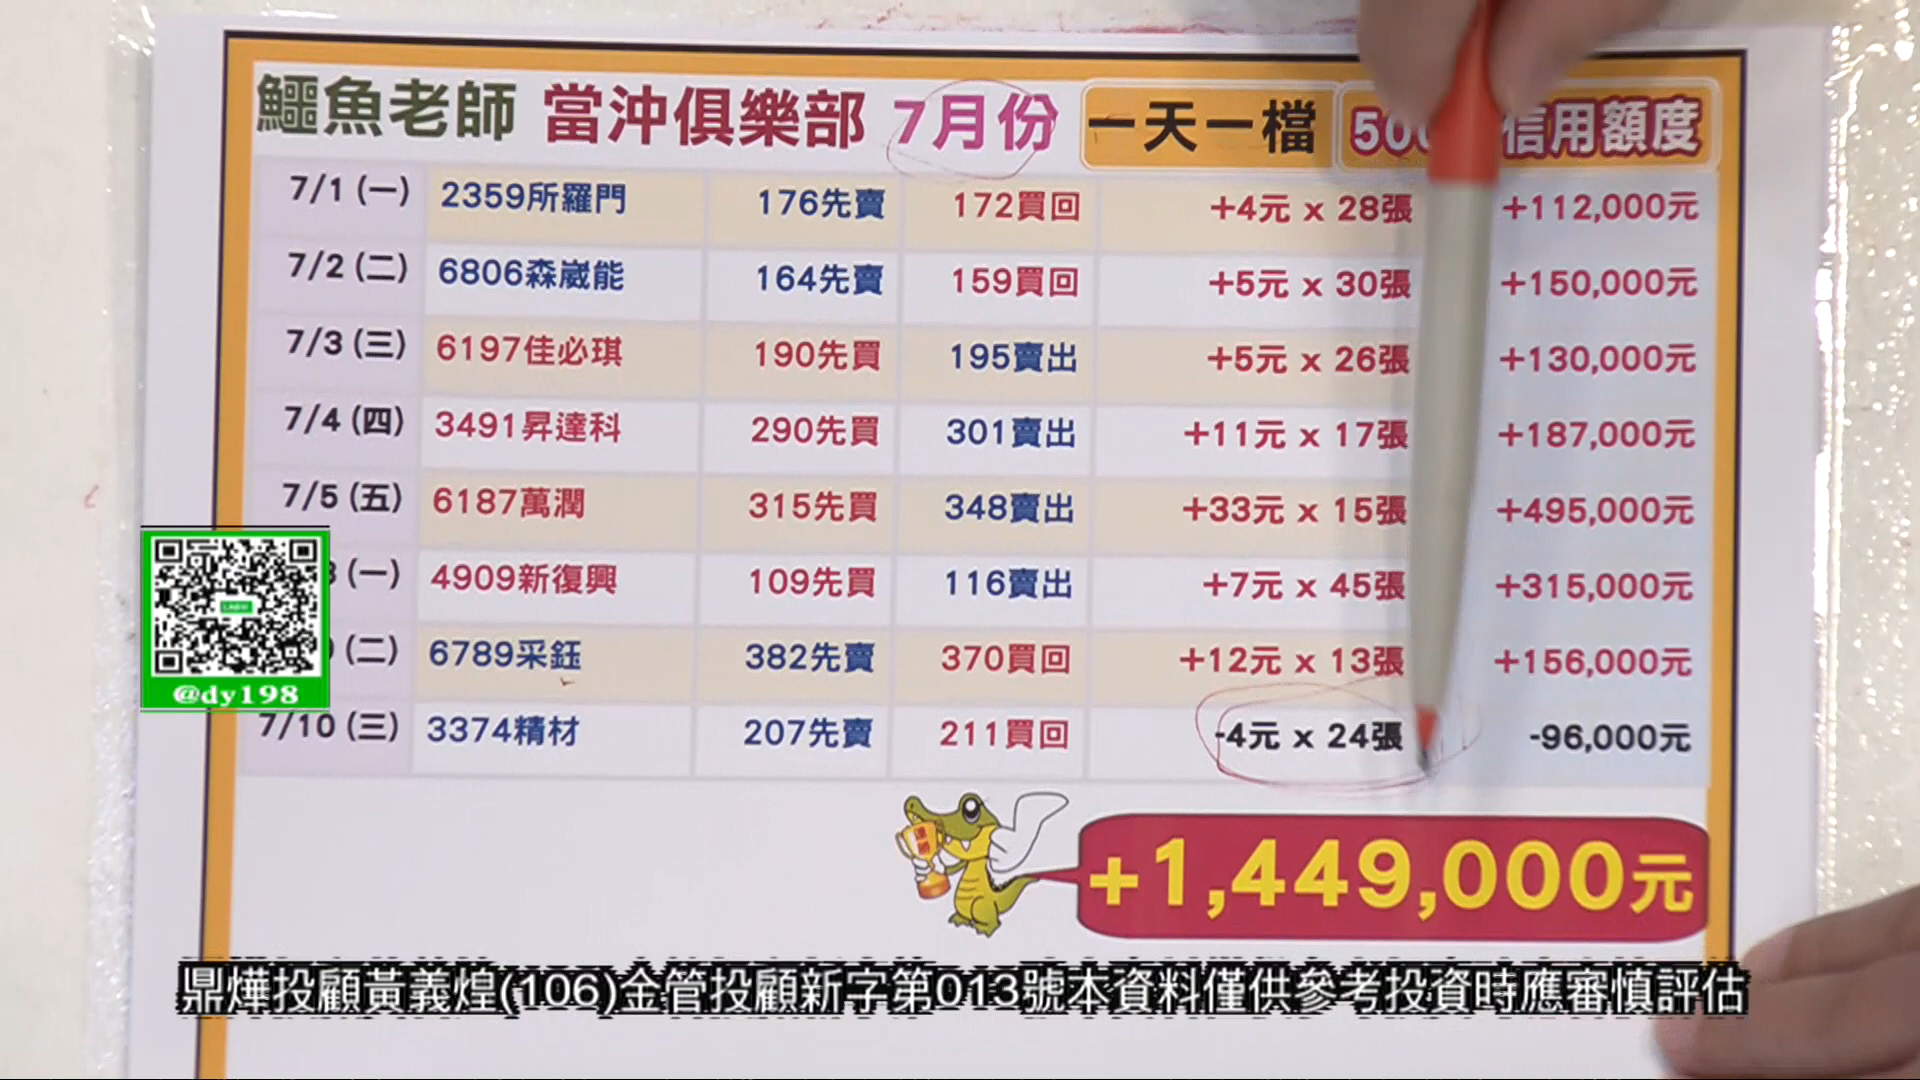 鱷魚老師 當沖俱樂部 7月份 一天一檔 50 信用額度
7/1 (一) 2359所羅門 176先賣 172買回 +4元 x 28張 +112,000元
7/2 (二) 6806森崴能 164先賣 159買回 +5元 x 30張 +150,000元
7/3 (三) 6197佳必琪 190先買 195賣出 +5元 x 26張 +130,000元
7/4 (四) 3491昇達科 290先買 301賣出 +11元 x 17張 +187,000元
7/5 (五) 6187萬潤 315先買 348賣出 +33元 x 15張 +495,000元
(一) 4909新復興 109先買 116賣出 +7元 x 45張 +315,000元
(二) 6789采鈺 382先賣 370買回 +12元 x 13張 +156,000元
@dy198
7/10 (三) 3374精材 207先賣 211買回 -4元 x 24張 -96,000元
+1,449,000元
鼎燁投顧黃義煌(106)金管投顧新字第013號本資料僅供參考投資時應審慎評估